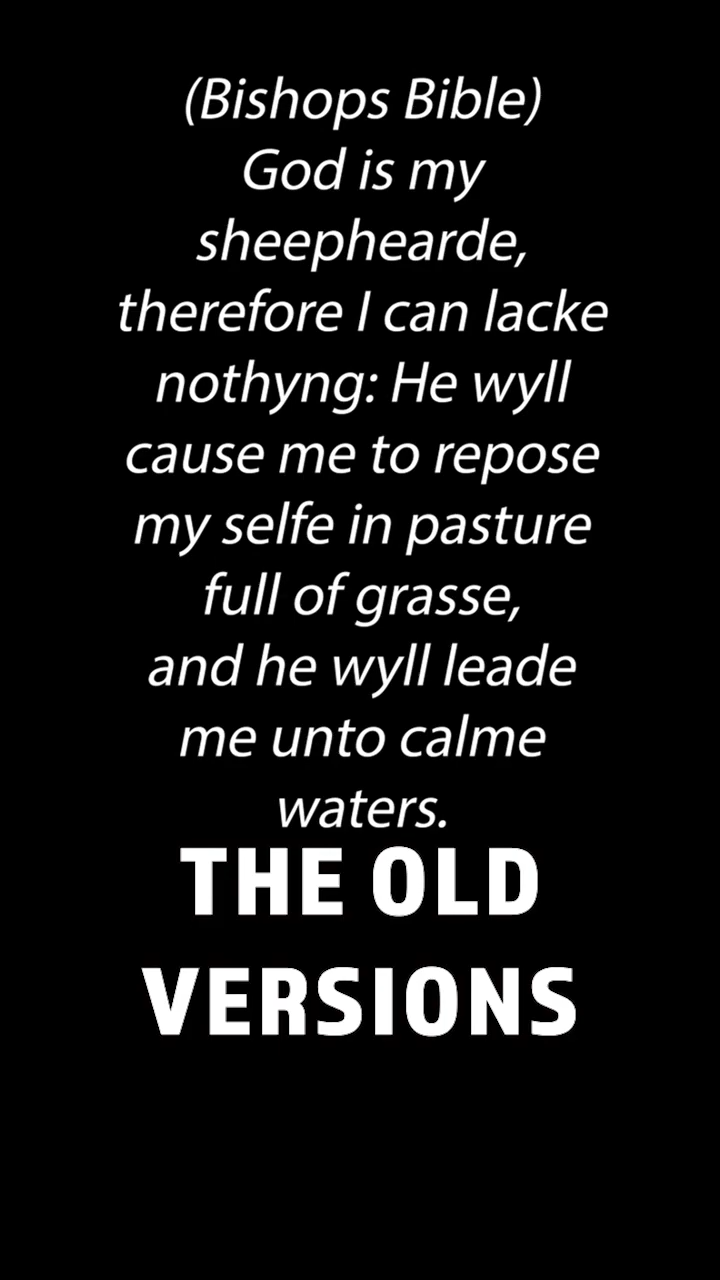 (Bishops Bible)
God is my
sheephearde,
therefore I can lacke
nothyng: He wyll
cause me to repose
my selfe in pasture
full of grasse,
and he wyll leade
me unto calme
waters.
THE OLD
VERSIONS